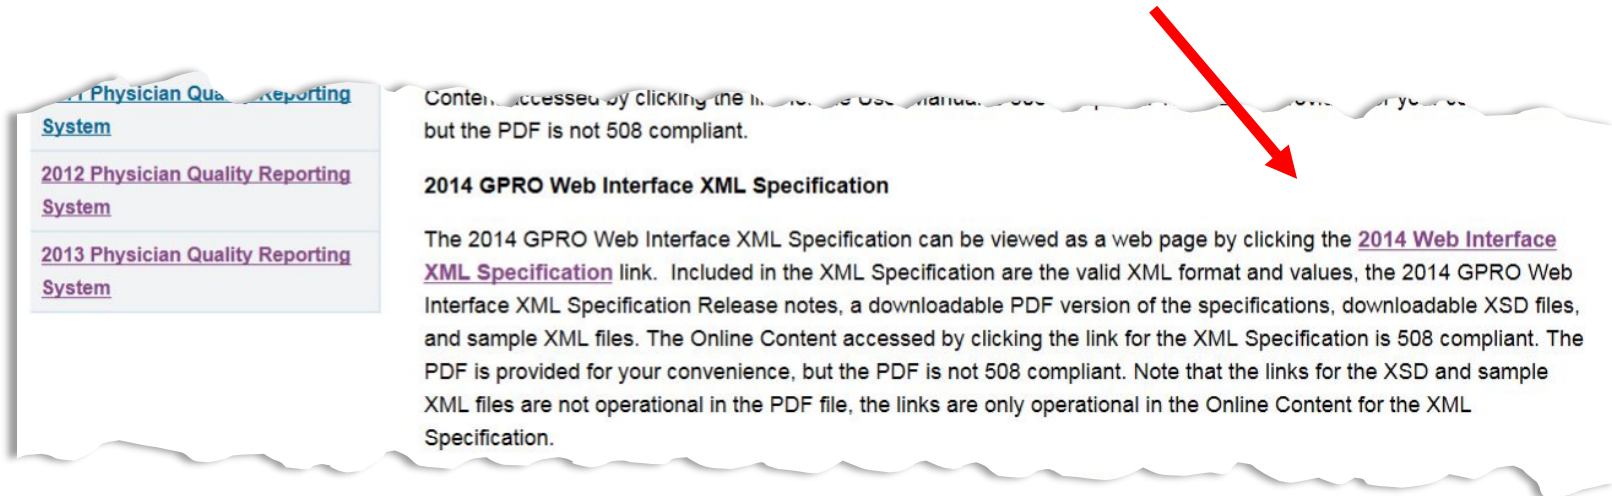 Physician Reporting
System
2012 Physician Quality Reporting
System
2013 Physician Quality Reporting
System
accessed by clicking the
but the PDF is not 508 compliant.
2014 GPRO Web Interface XML Specification
The 2014 GPRO Web Interface XML Specification can be viewed as a web page by clicking the 2014 Web Interface
XML Specification link. Included in the XML Specification are the valid XML format and values, the 2014 GPRO Web
Interface XML Specification Release notes, a downloadable PDF version of the specifications, downloadable XSD files,
and sample XML files. The Online Content accessed by clicking the link for the XML Specification is 508 compliant. The
PDF is provided for your convenience, but the PDF is not 508 compliant. Note that the links for the XSD and sample
XML files are not operational in the PDF file, the links are only operational in the Online Content for the XML
Specification.